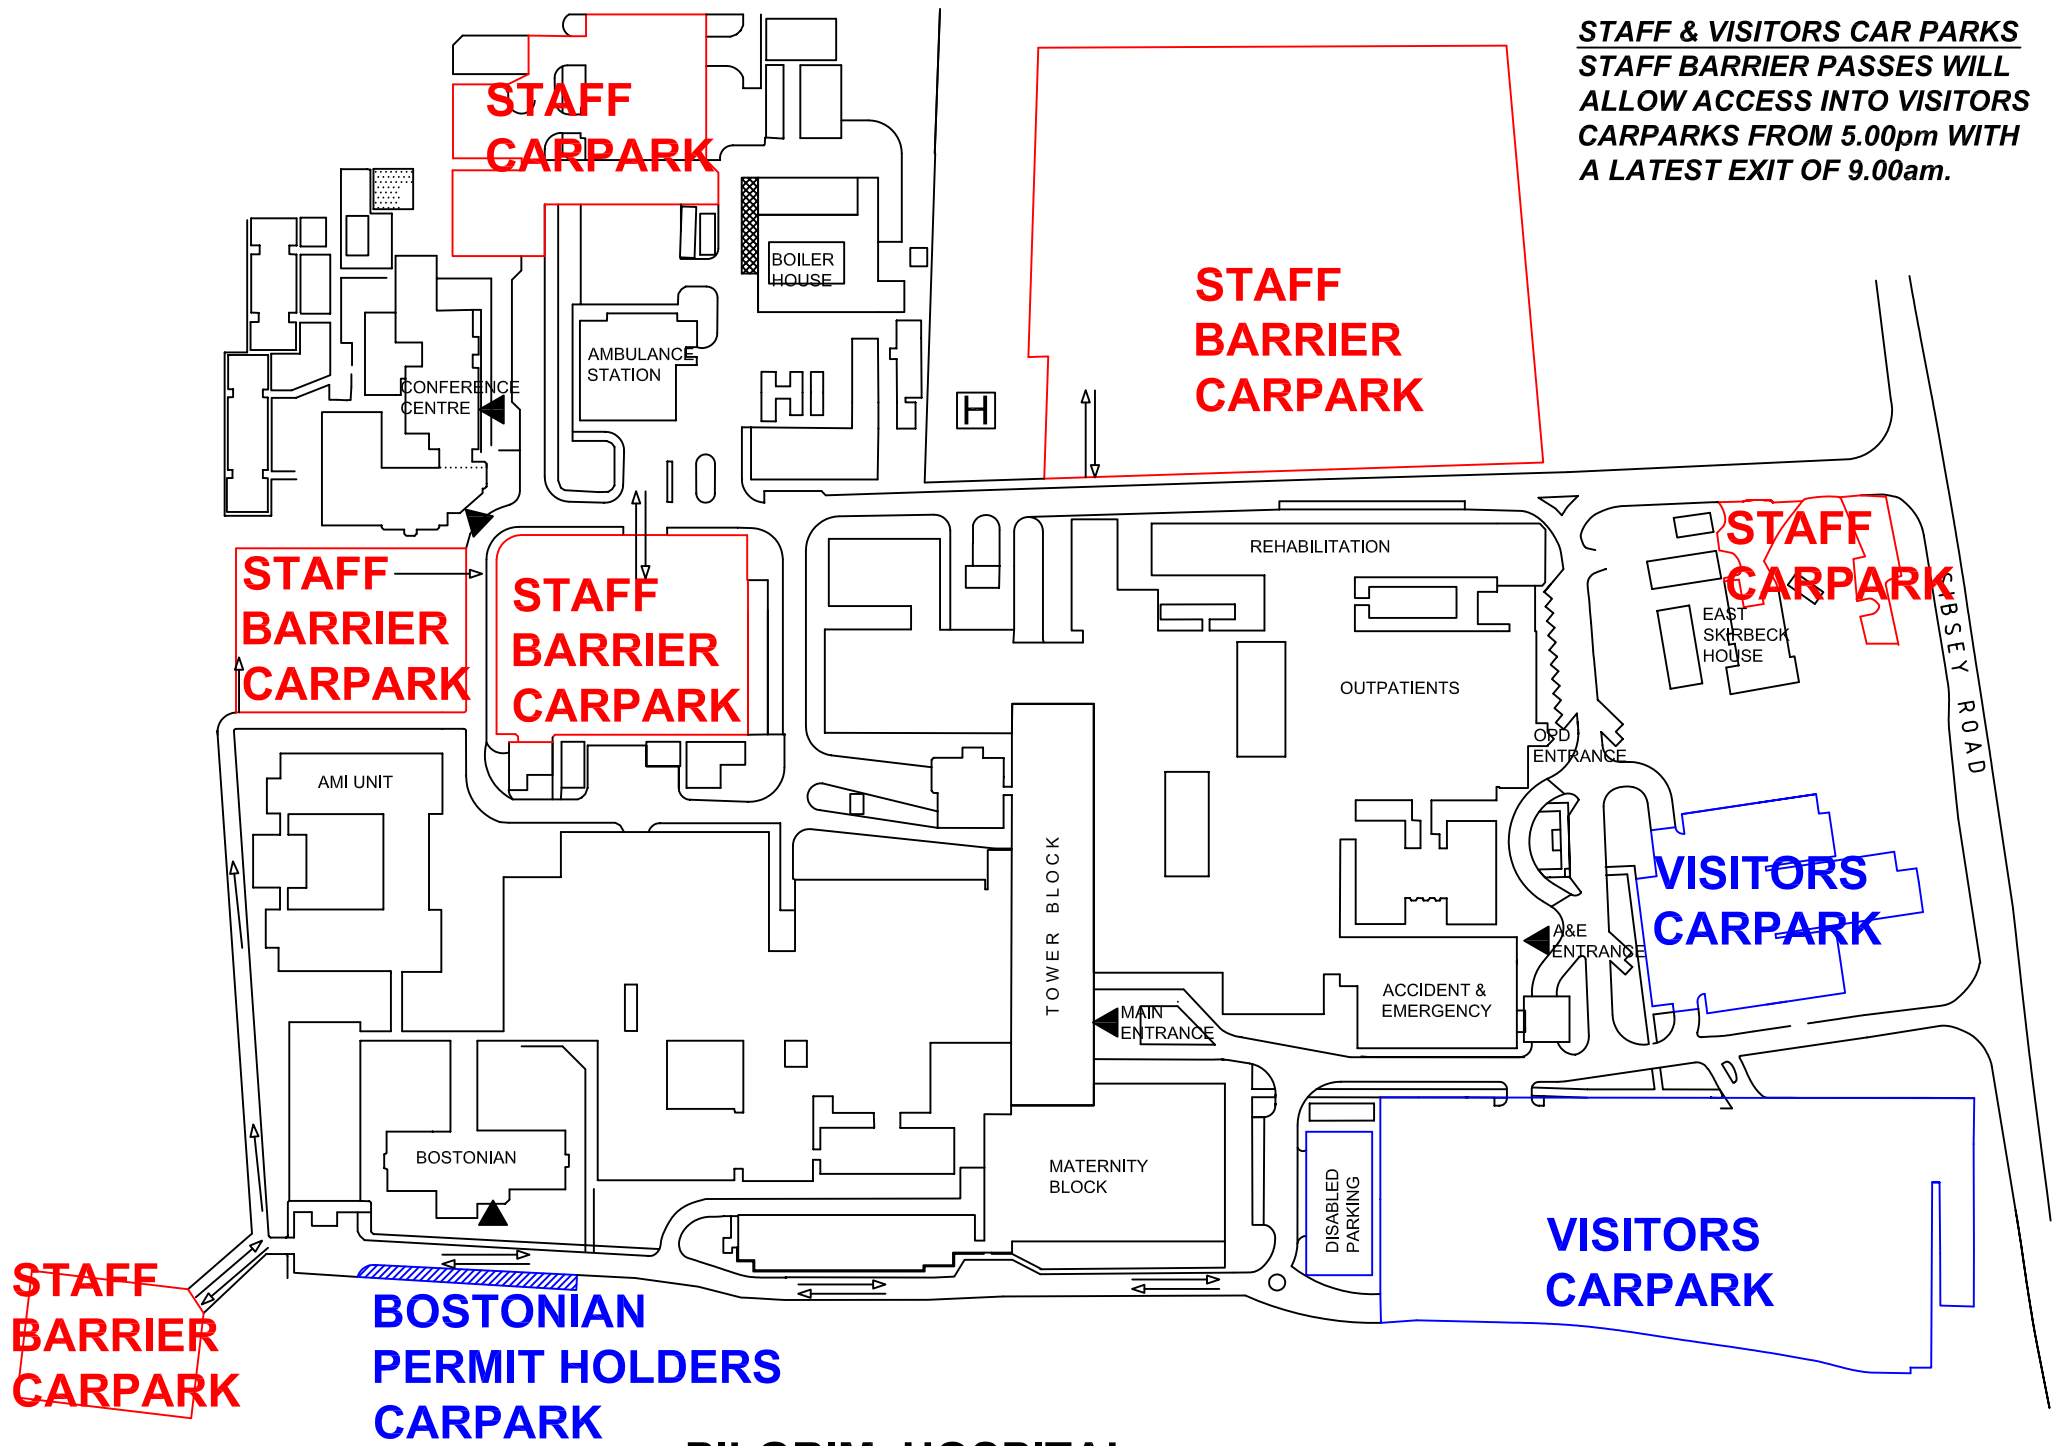 STAFF & VISITORS CAR PARKS
STAFF BARRIER PASSES WILL
ALLOW ACCESS INTO VISITORS
CARPARKS FROM 5.00pm WITH
A LATEST EXIT OF 9.00am.
STAFF
CARPARK
BOILER
HOUSE
STAFF
BARRIER
CARPARK
AMBULANCE
STATION
CONFERENCE
CENTRE
H
STAFF
BARRIER
CARPARK
STAFF
BARRIER
CARPARK
REHABILITATION
STAFF
CARPARK
EAST
SKIRBECK
HOUSE
SIBSEY ROAD
OUTPATIENTS
OPD
ENTRANCE
AMI UNIT
TOWER BLOCK
VISITORS
CARPARK
A&E
ENTRANCE
ACCIDENT &
EMERGENCY
MAIN
ENTRANCE
BOSTONIAN
MATERNITY
BLOCK
DISABLED
PARKING
VISITORS
CARPARK
STAFF
BARRIER
CARPARK
BOSTONIAN
PERMIT HOLDERS
CARPARK
PILGRIM HOSPITAL